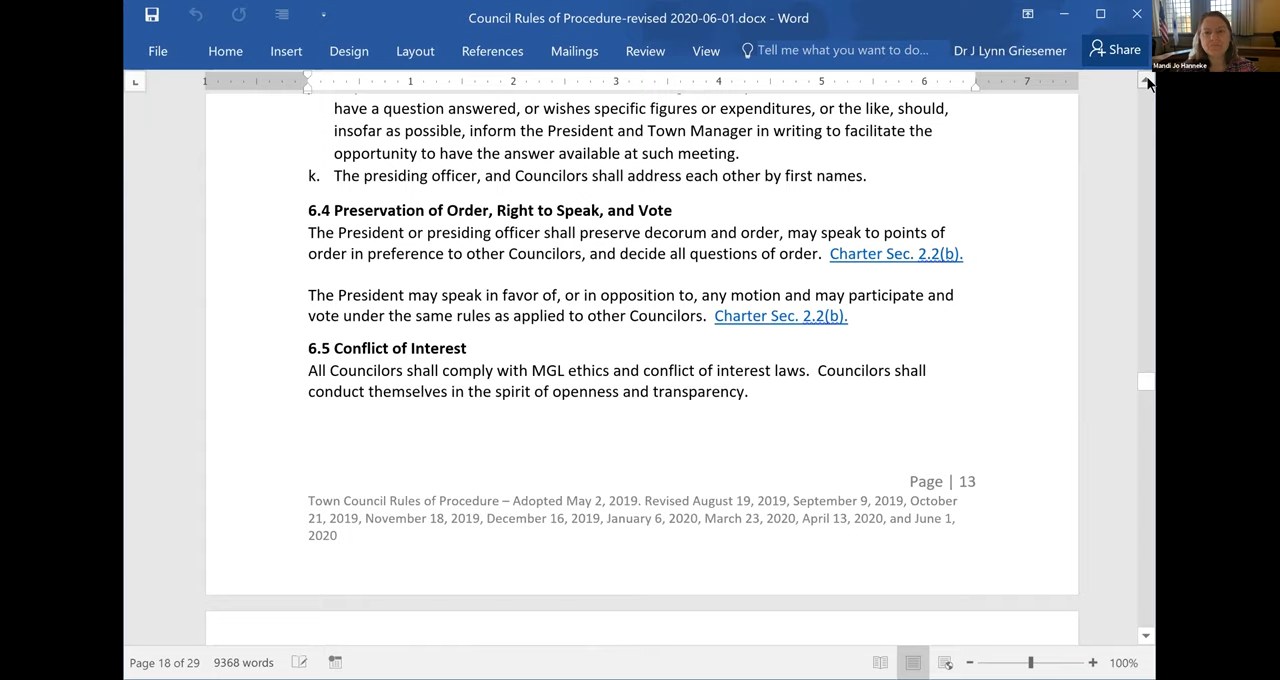 Council Rules of Procedure-revised 2020-06-01.docx - Word
Mandi Jo Hanneke
File Home Insert Design Layout References Mailings Review View Tell me what you want to do... Dr J Lynn Griesemer Share
1 1 2 3 4 5 6 7
have a question answered, or wishes specific figures or expenditures, or the like, should,
insofar as possible, inform the President and Town Manager in writing to facilitate the
opportunity to have the answer available at such meeting.
k. The presiding officer, and Councilors shall address each other by first names.
6.4 Preservation of Order, Right to Speak, and Vote
The President or presiding officer shall preserve decorum and order, may speak to points of
order in preference to other Councilors, and decide all questions of order. Charter Sec. 2.2(b).
The President may speak in favor of, or in opposition to, any motion and may participate and
vote under the same rules as applied to other Councilors. Charter Sec. 2.2(b).
6.5 Conflict of Interest
All Councilors shall comply with MGL ethics and conflict of interest laws. Councilors shall
conduct themselves in the spirit of openness and transparency.
Page | 13
Town Council Rules of Procedure – Adopted May 2, 2019. Revised August 19, 2019, September 9, 2019, October
21, 2019, November 18, 2019, December 16, 2019, January 6, 2020, March 23, 2020, April 13, 2020, and June 1,
2020
Page 18 of 29 9368 words 100%